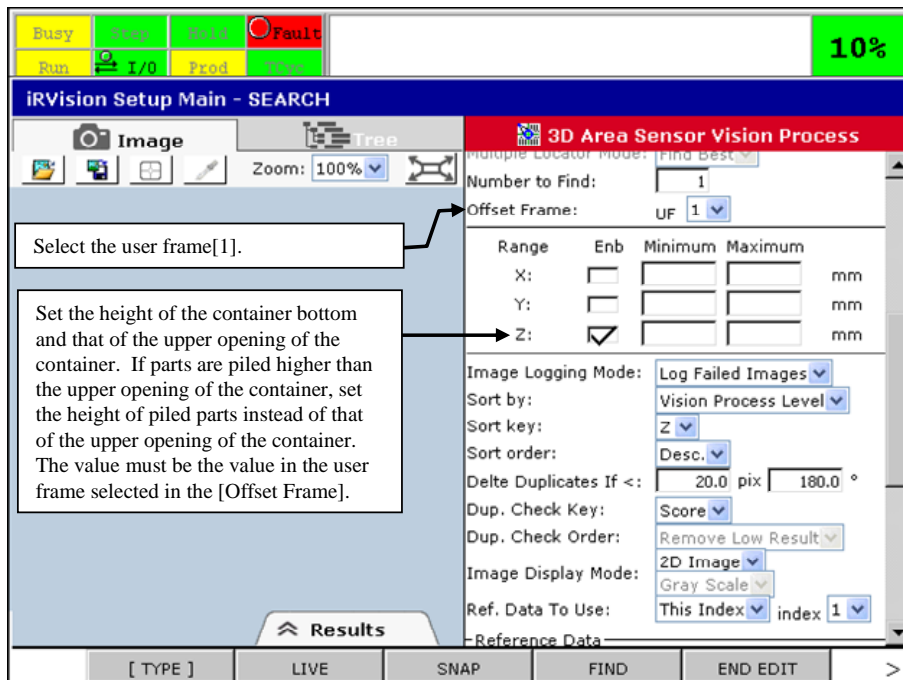 Busy Step Hold Fault
Run I/O Prod TCyc
10%
iRVision Setup Main - SEARCH
Image Tree
Zoom: 100%
3D Area Sensor Vision Process
Multiple Locator Mode: Find Best
Number to Find: 1
Offset Frame: UF 1
Select the user frame[1].
Range Enb Minimum Maximum
X: mm
Y: mm
Z: mm
Set the height of the container bottom
and that of the upper opening of the
container. If parts are piled higher than
the upper opening of the container, set
the height of piled parts instead of that
of the upper opening of the container.
The value must be the value in the user
frame selected in the [Offset Frame].
Image Logging Mode: Log Failed Images
Sort by: Vision Process Level
Sort key: Z
Sort order: Desc.
Delte Duplicates If <: 20.0 pix 180.0 °
Dup. Check Key: Score
Dup. Check Order: Remove Low Result
Image Display Mode: 2D Image
Gray Scale
Ref. Data To Use: This Index index 1
Reference Data
Results
[ TYPE ] LIVE SNAP FIND END EDIT >